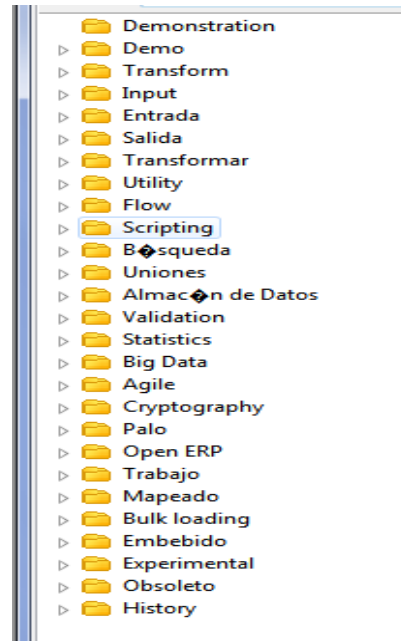 Demonstration
Demo
Transform
Input
Entrada
Salida
Transformar
Utility
Flow
Scripting
B�squeda
Uniones
Almac�n de Datos
Validation
Statistics
Big Data
Agile
Cryptography
Palo
Open ERP
Trabajo
Mapeado
Bulk loading
Embebido
Experimental
Obsoleto
History